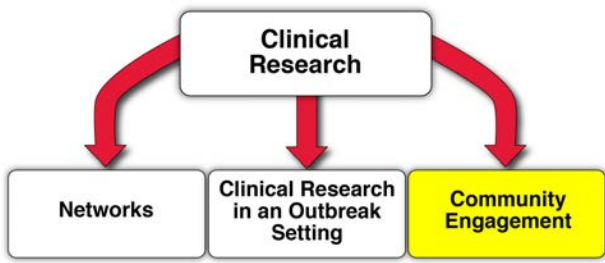 Clinical
Research
Networks
Clinical Research
in an Outbreak
Setting
Community
Engagement